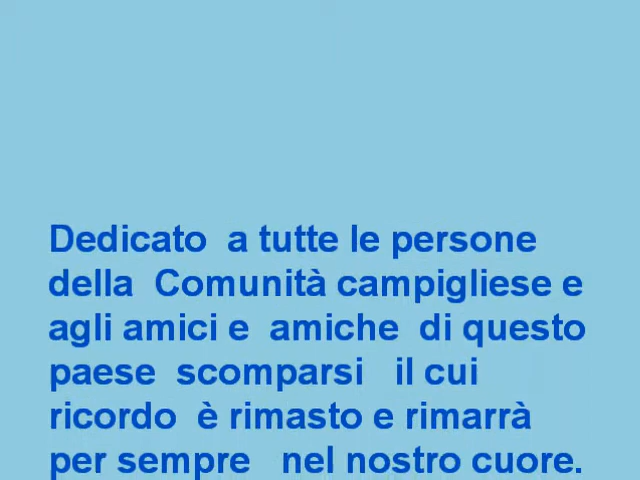 Dedicato a tutte le persone
della Comunità campigliese e
agli amici e amiche di questo
paese scomparsi il cui
ricordo è rimasto e rimarrà
per sempre nel nostro cuore.